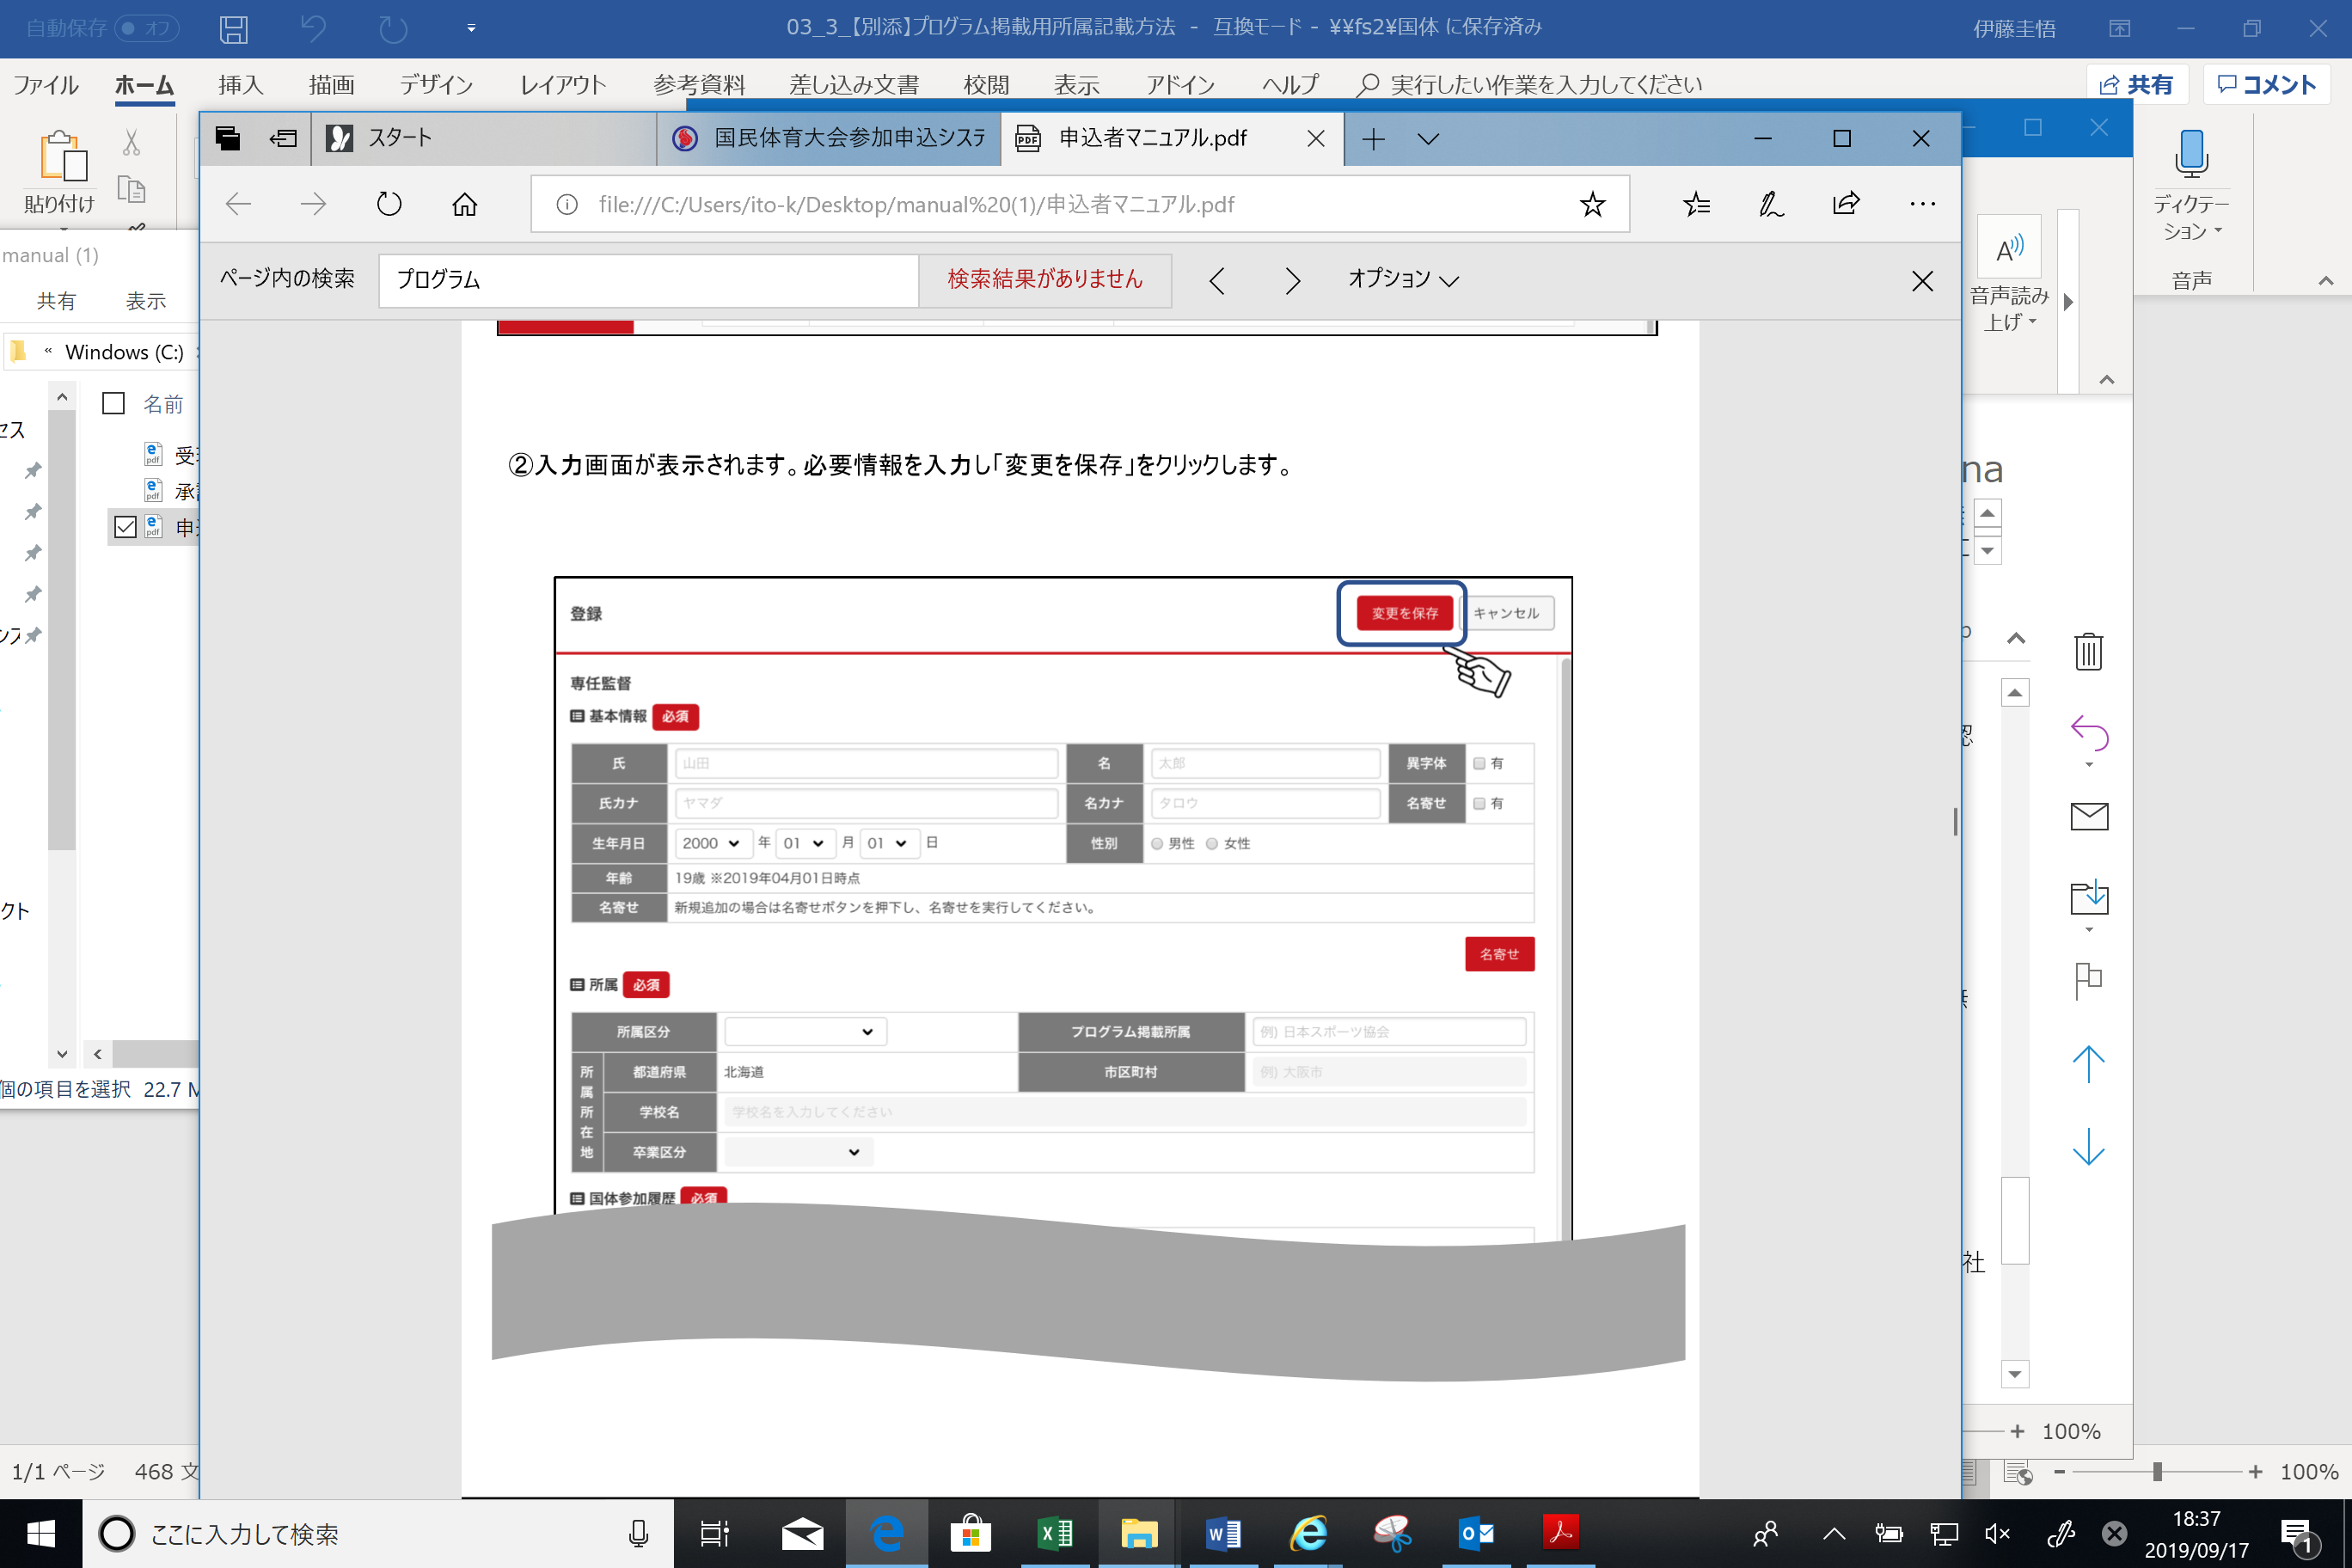 自動保存 オフ
03_3_【別添】プログラム掲載用所属記載方法 - 互換モード - ¥¥fs2¥国体 に保存済み
伊藤圭悟
ファイル ホーム 挿入 描画 デザイン レイアウト 参考資料 差し込み文書 校閲 表示 アドイン ヘルプ 実行したい作業を入力してください 共有 コメント
貼り付け
ディクテー
ション
音声
音声読み
上げ
manual (1)
共有 表示
« Windows (C:)
名前
個の項目を選択 22.7 M
スタート
国民体育大会参加申込システ
申込者マニュアル.pdf
file:///C:/Users/ito-k/Desktop/manual%20(1)/申込者マニュアル.pdf
ページ内の検索 プログラム 検索結果がありません オプション
②入力画面が表示されます。必要情報を入力し「変更を保存」をクリックします。
登録 変更を保存 キャンセル
専任監督
基本情報 必須
氏 山田 名 太郎 異字体 有
氏カナ ヤマダ 名カナ タロウ 名寄せ 有
生年月日 2000 年 01 月 01 日 性別 男性 女性
年齢 19歳 ※2019年04月01日時点
名寄せ 新規追加の場合は名寄せボタンを押下し、名寄せを実行してください。
名寄せ
所属 必須
所属区分 プログラム掲載所属 例) 日本スポーツ協会
所属所在地 都道府県 北海道 市区町村 例) 大阪市
学校名 学校名を入力してください
卒業区分
国体参加履歴 必須
na
社
100%
1/1 ページ 468 文
100%
ここに入力して検索
18:37
2019/09/17
1